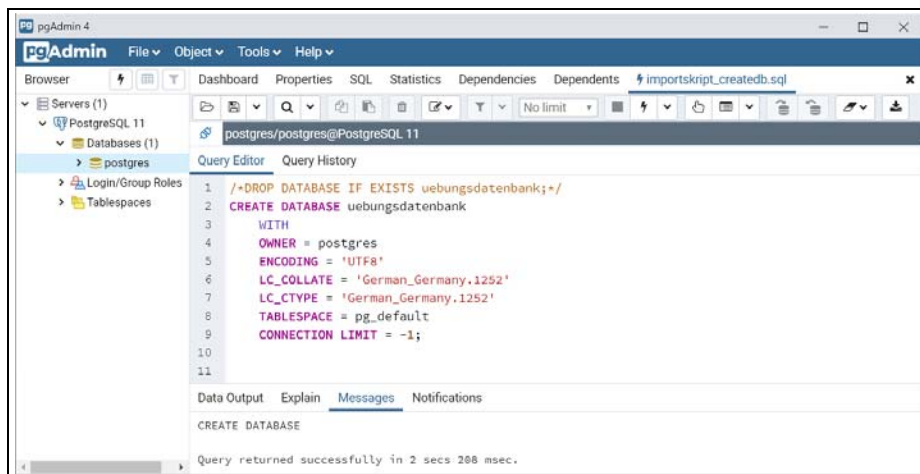 pgAdmin 4
pgAdmin File Object Tools Help
Browser Dashboard Properties SQL Statistics Dependencies Dependents importskript_createdb.sql
Servers (1)
PostgreSQL 11
Databases (1)
postgres
Login/Group Roles
Tablespaces
No limit
postgres/postgres@PostgreSQL 11
Query Editor Query History
1 /*DROP DATABASE IF EXISTS uebungsdatenbank;*/
2 CREATE DATABASE uebungsdatenbank
3 WITH
4 OWNER = postgres
5 ENCODING = 'UTF8'
6 LC_COLLATE = 'German_Germany.1252'
7 LC_CTYPE = 'German_Germany.1252'
8 TABLESPACE = pg_default
9 CONNECTION LIMIT = -1;
10
11
Data Output Explain Messages Notifications
CREATE DATABASE
Query returned successfully in 2 secs 208 msec.